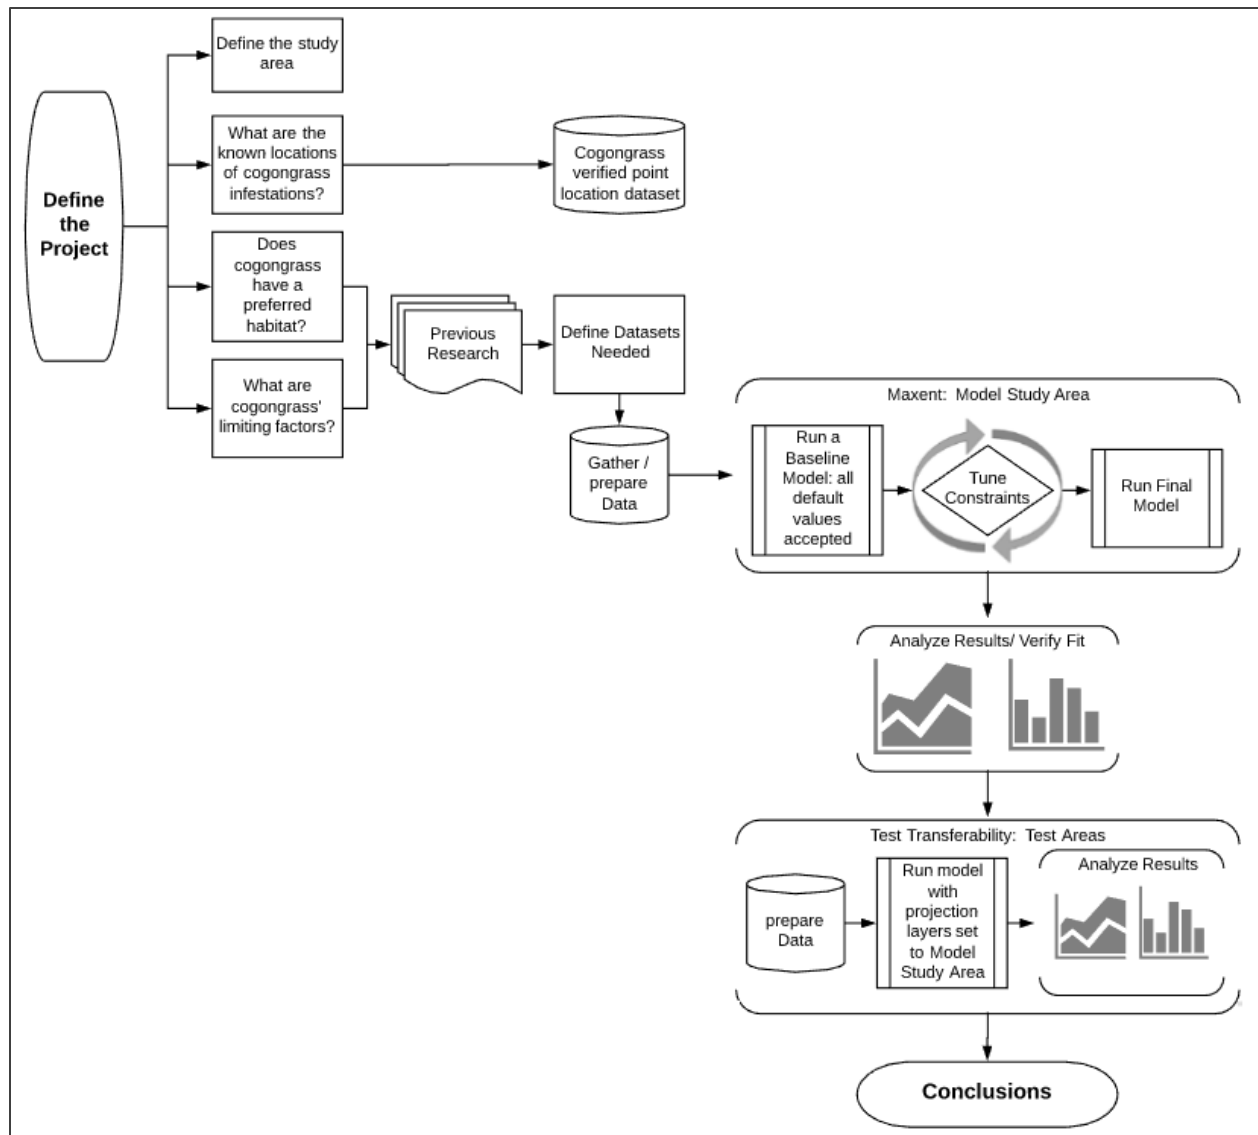 Define the study
area
What are the
known locations
of cogongrass
infestations?
Cogongrass
verified point
location dataset
Define
the
Project
Does
cogongrass
have a
preferred
habitat?
Previous
Research
Define Datasets
Needed
What are
cogongrass'
limiting factors?
Gather /
prepare
Data
Maxent: Model Study Area
Run a
Baseline
Model: all
default
values
accepted
Tune
Constraints
Run Final
Model
Analyze Results/ Verify Fit
Test Transferability: Test Areas
prepare
Data
Run model
with
projection
layers set
to Model
Study Area
Analyze Results
Conclusions